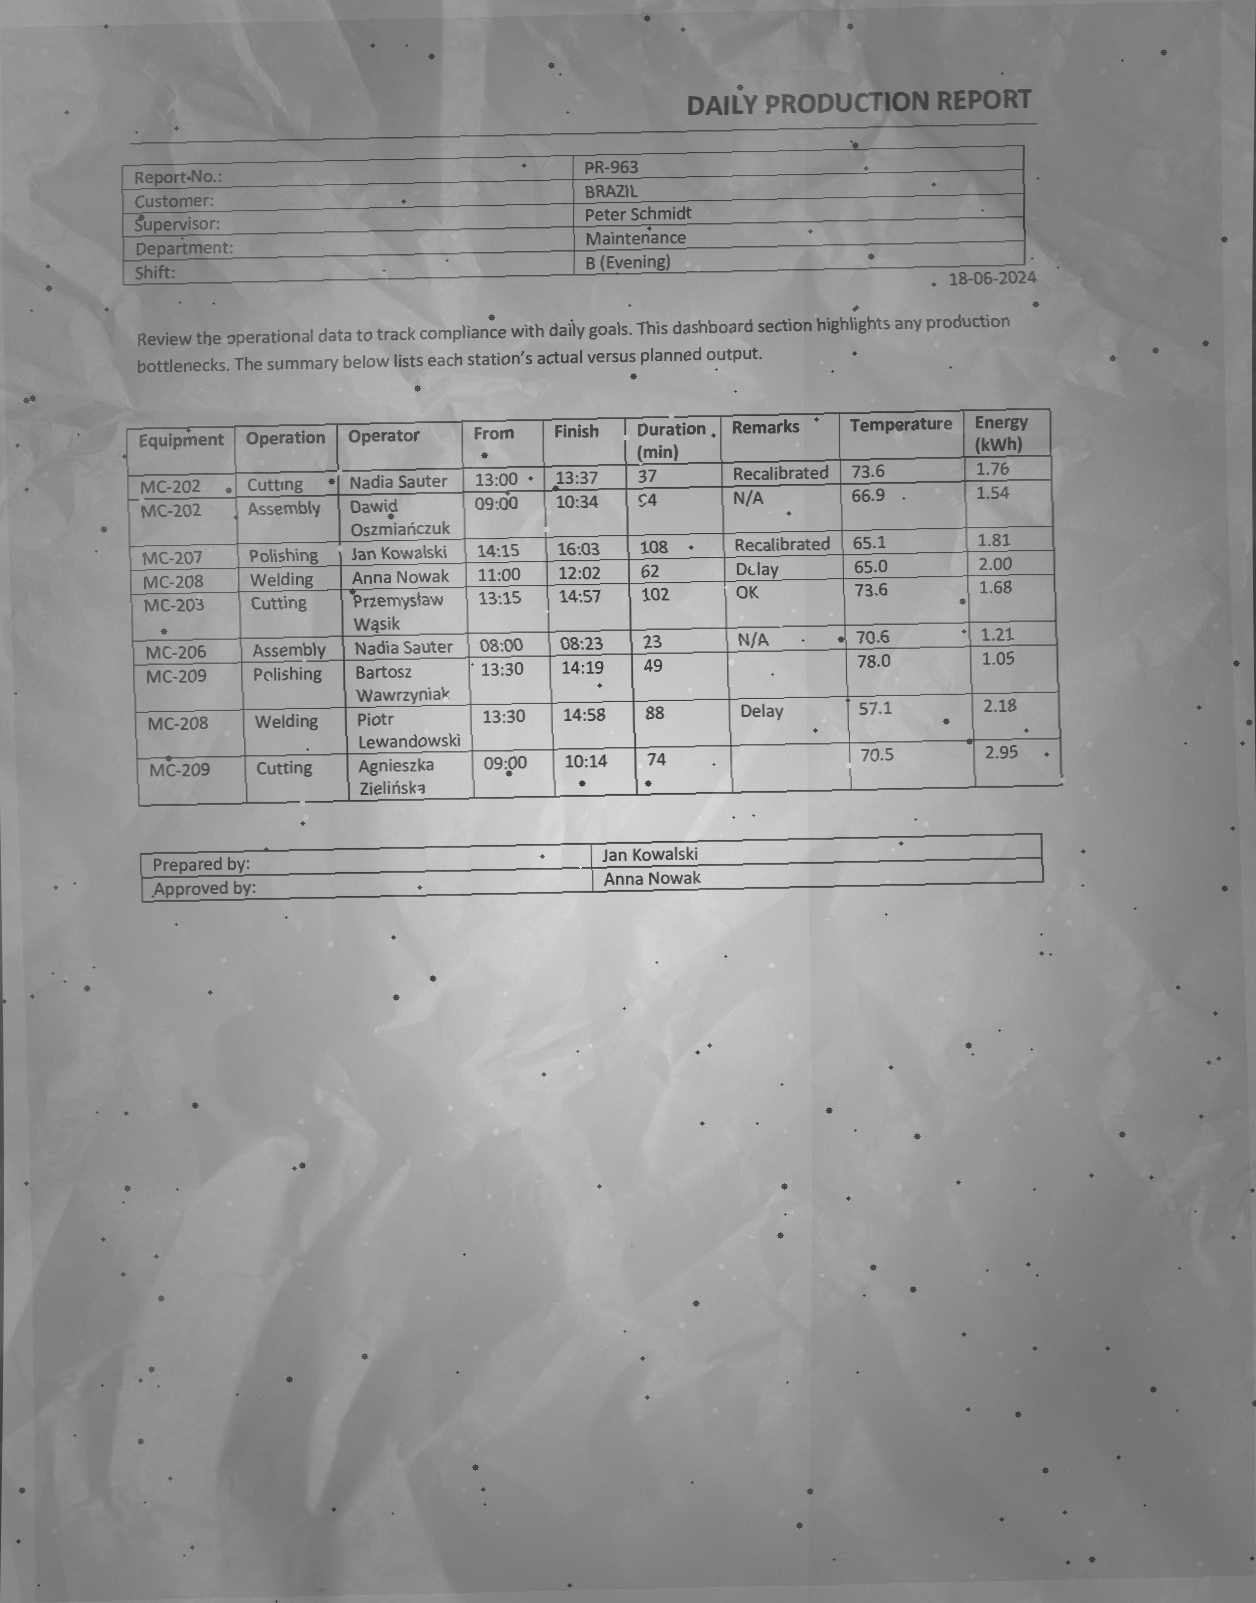 DAILY PRODUCTION REPORT
Report No.: PR-963
Customer: BRAZIL
Supervisor: Peter Schmidt
Department: Maintenance
Shift: B (Evening)
18-06-2024
Review the operational data to track compliance with daily goals. This dashboard section highlights any production
bottlenecks. The summary below lists each station's actual versus planned output.
Equipment Operation Operator From Finish Duration (min) Remarks Temperature Energy (kWh)
MC-202 Cutting Nadia Sauter 13:00 13:37 37 Recalibrated 73.6 1.76
MC-202 Assembly Dawid Oszmiańczuk 09:00 10:34 94 N/A 66.9 1.54
MC-207 Polishing Jan Kowalski 14:15 16:03 108 Recalibrated 65.1 1.81
MC-208 Welding Anna Nowak 11:00 12:02 62 Delay 65.0 2.00
MC-203 Cutting Przemysław Wąsik 13:15 14:57 102 OK 73.6 1.68
MC-206 Assembly Nadia Sauter 08:00 08:23 23 N/A 70.6 1.21
MC-209 Polishing Bartosz Wawrzyniak 13:30 14:19 49 78.0 1.05
MC-208 Welding Piotr Lewandowski 13:30 14:58 88 Delay 57.1 2.18
MC-209 Cutting Agnieszka Zielińska 09:00 10:14 74 70.5 2.95
Prepared by: Jan Kowalski
Approved by: Anna Nowak